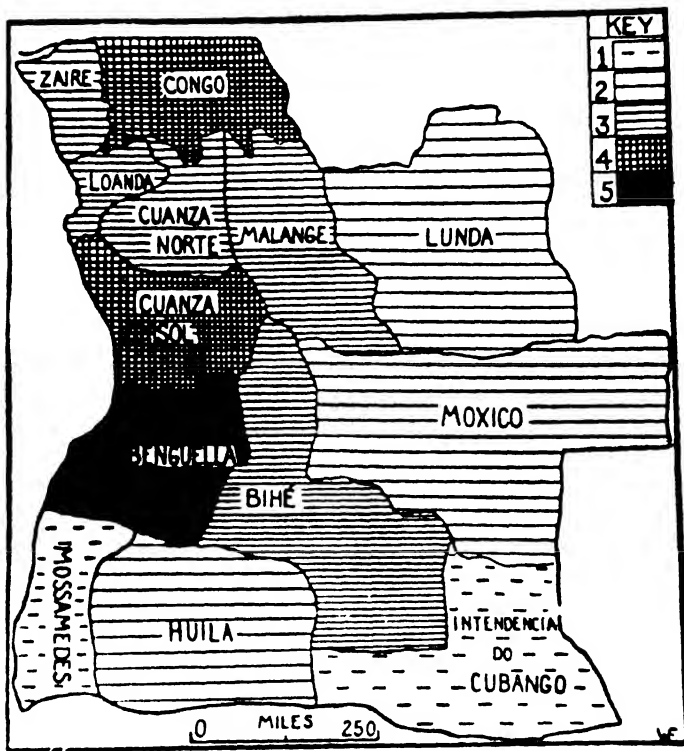 KEY
1
2
3
4
5
ZAIRE
CONGO
LOANDA
CUANZA
NORTE
MALANGE
LUNDA
CUANZA
SOL
MOXICO
BENGUELLA
BIHÉ
MOSSAMEDES
HUILA
INTENDENCIA
DO
CUBANGO
0 MILES 250